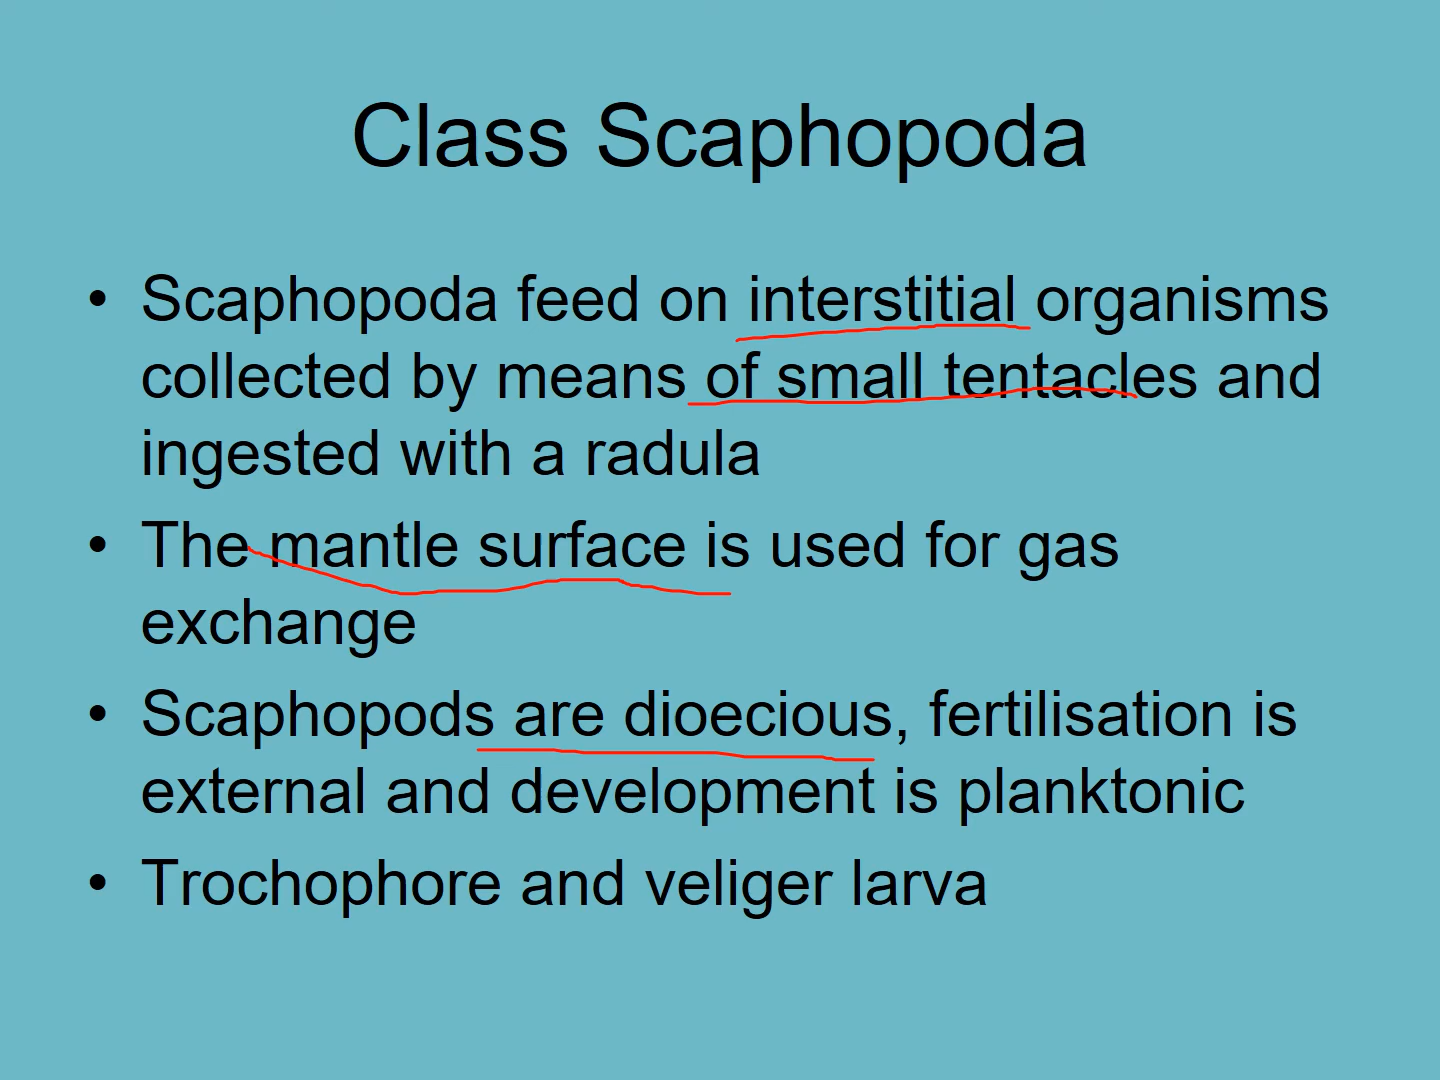 Class Scaphopoda
• Scaphopoda feed on interstitial organisms
collected by means of small tentacles and
ingested with a radula
• The mantle surface is used for gas
exchange
• Scaphopods are dioecious, fertilisation is
external and development is planktonic
• Trochophore and veliger larva